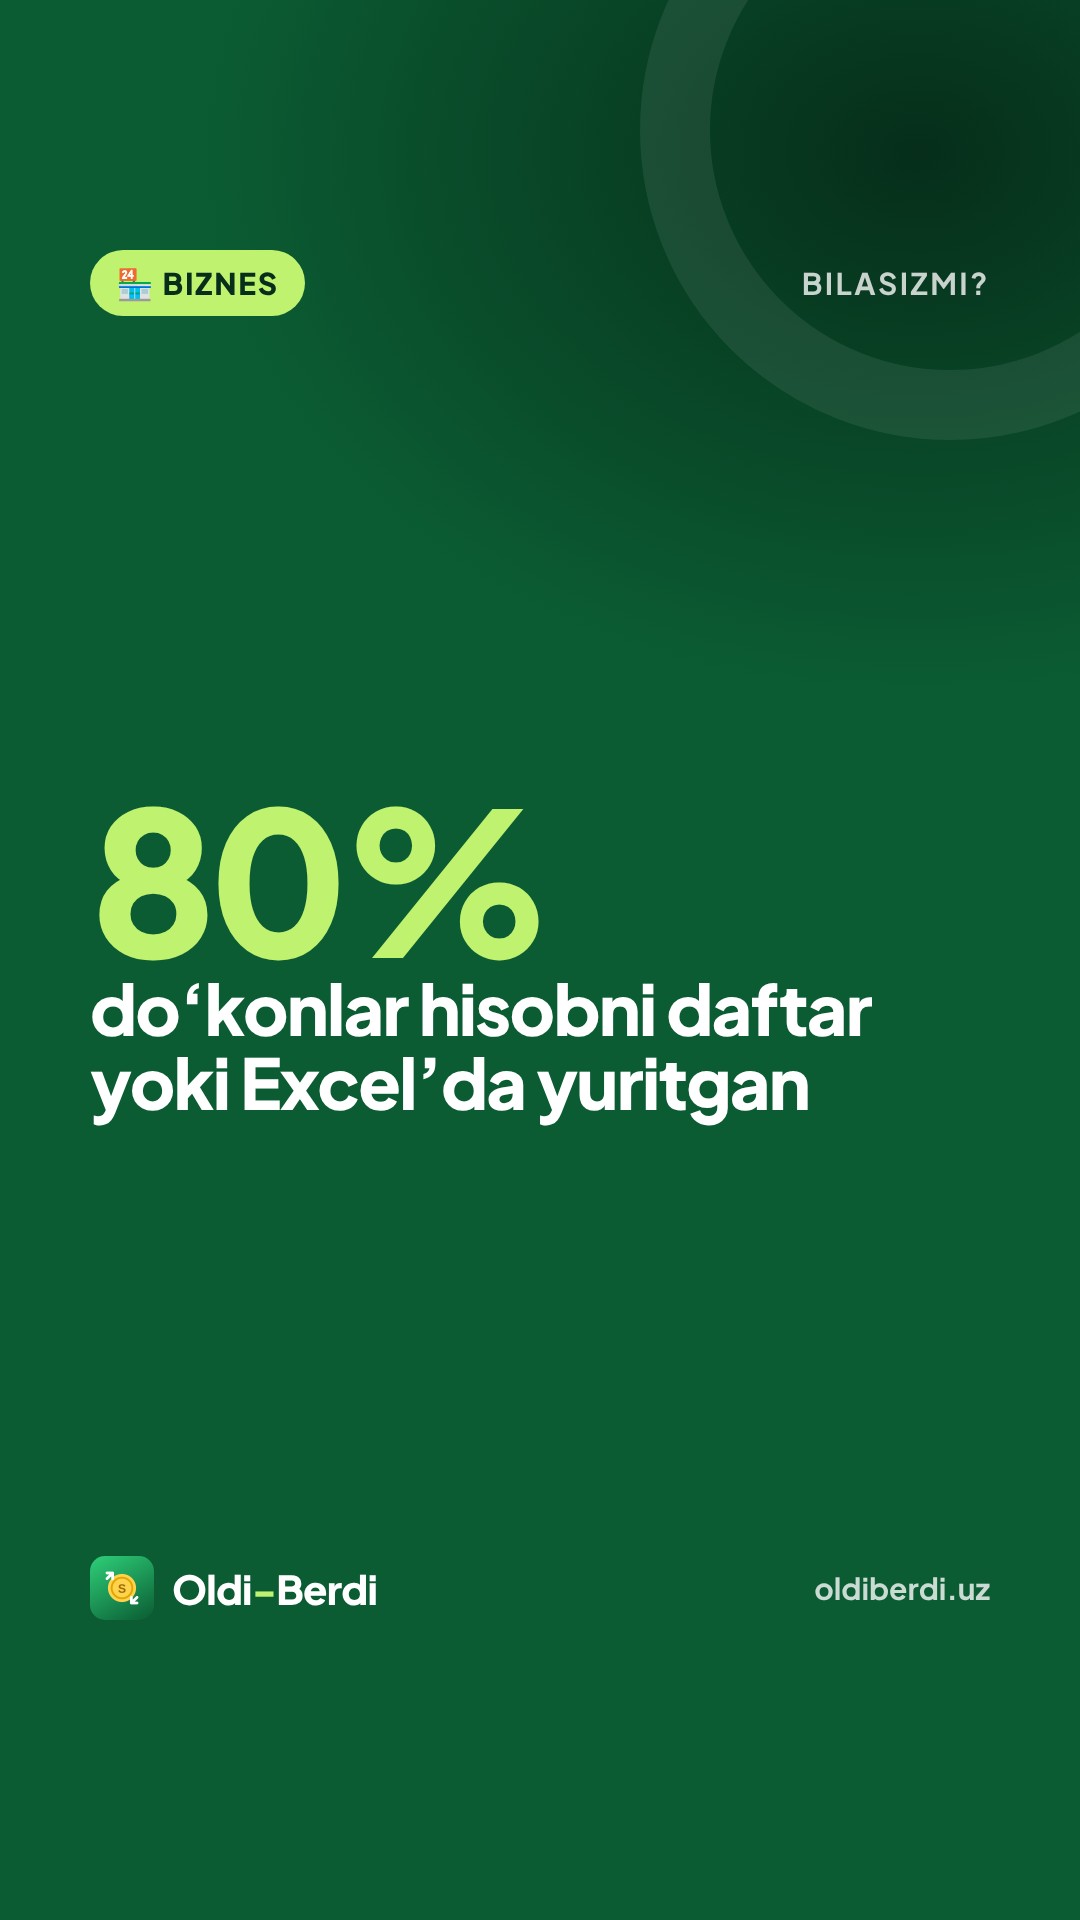 BIZNES
BILASIZMI?
80%
do‘konlar hisobni daftar
yoki Excel’da yuritgan
Oldi-Berdi
oldiberdi.uz